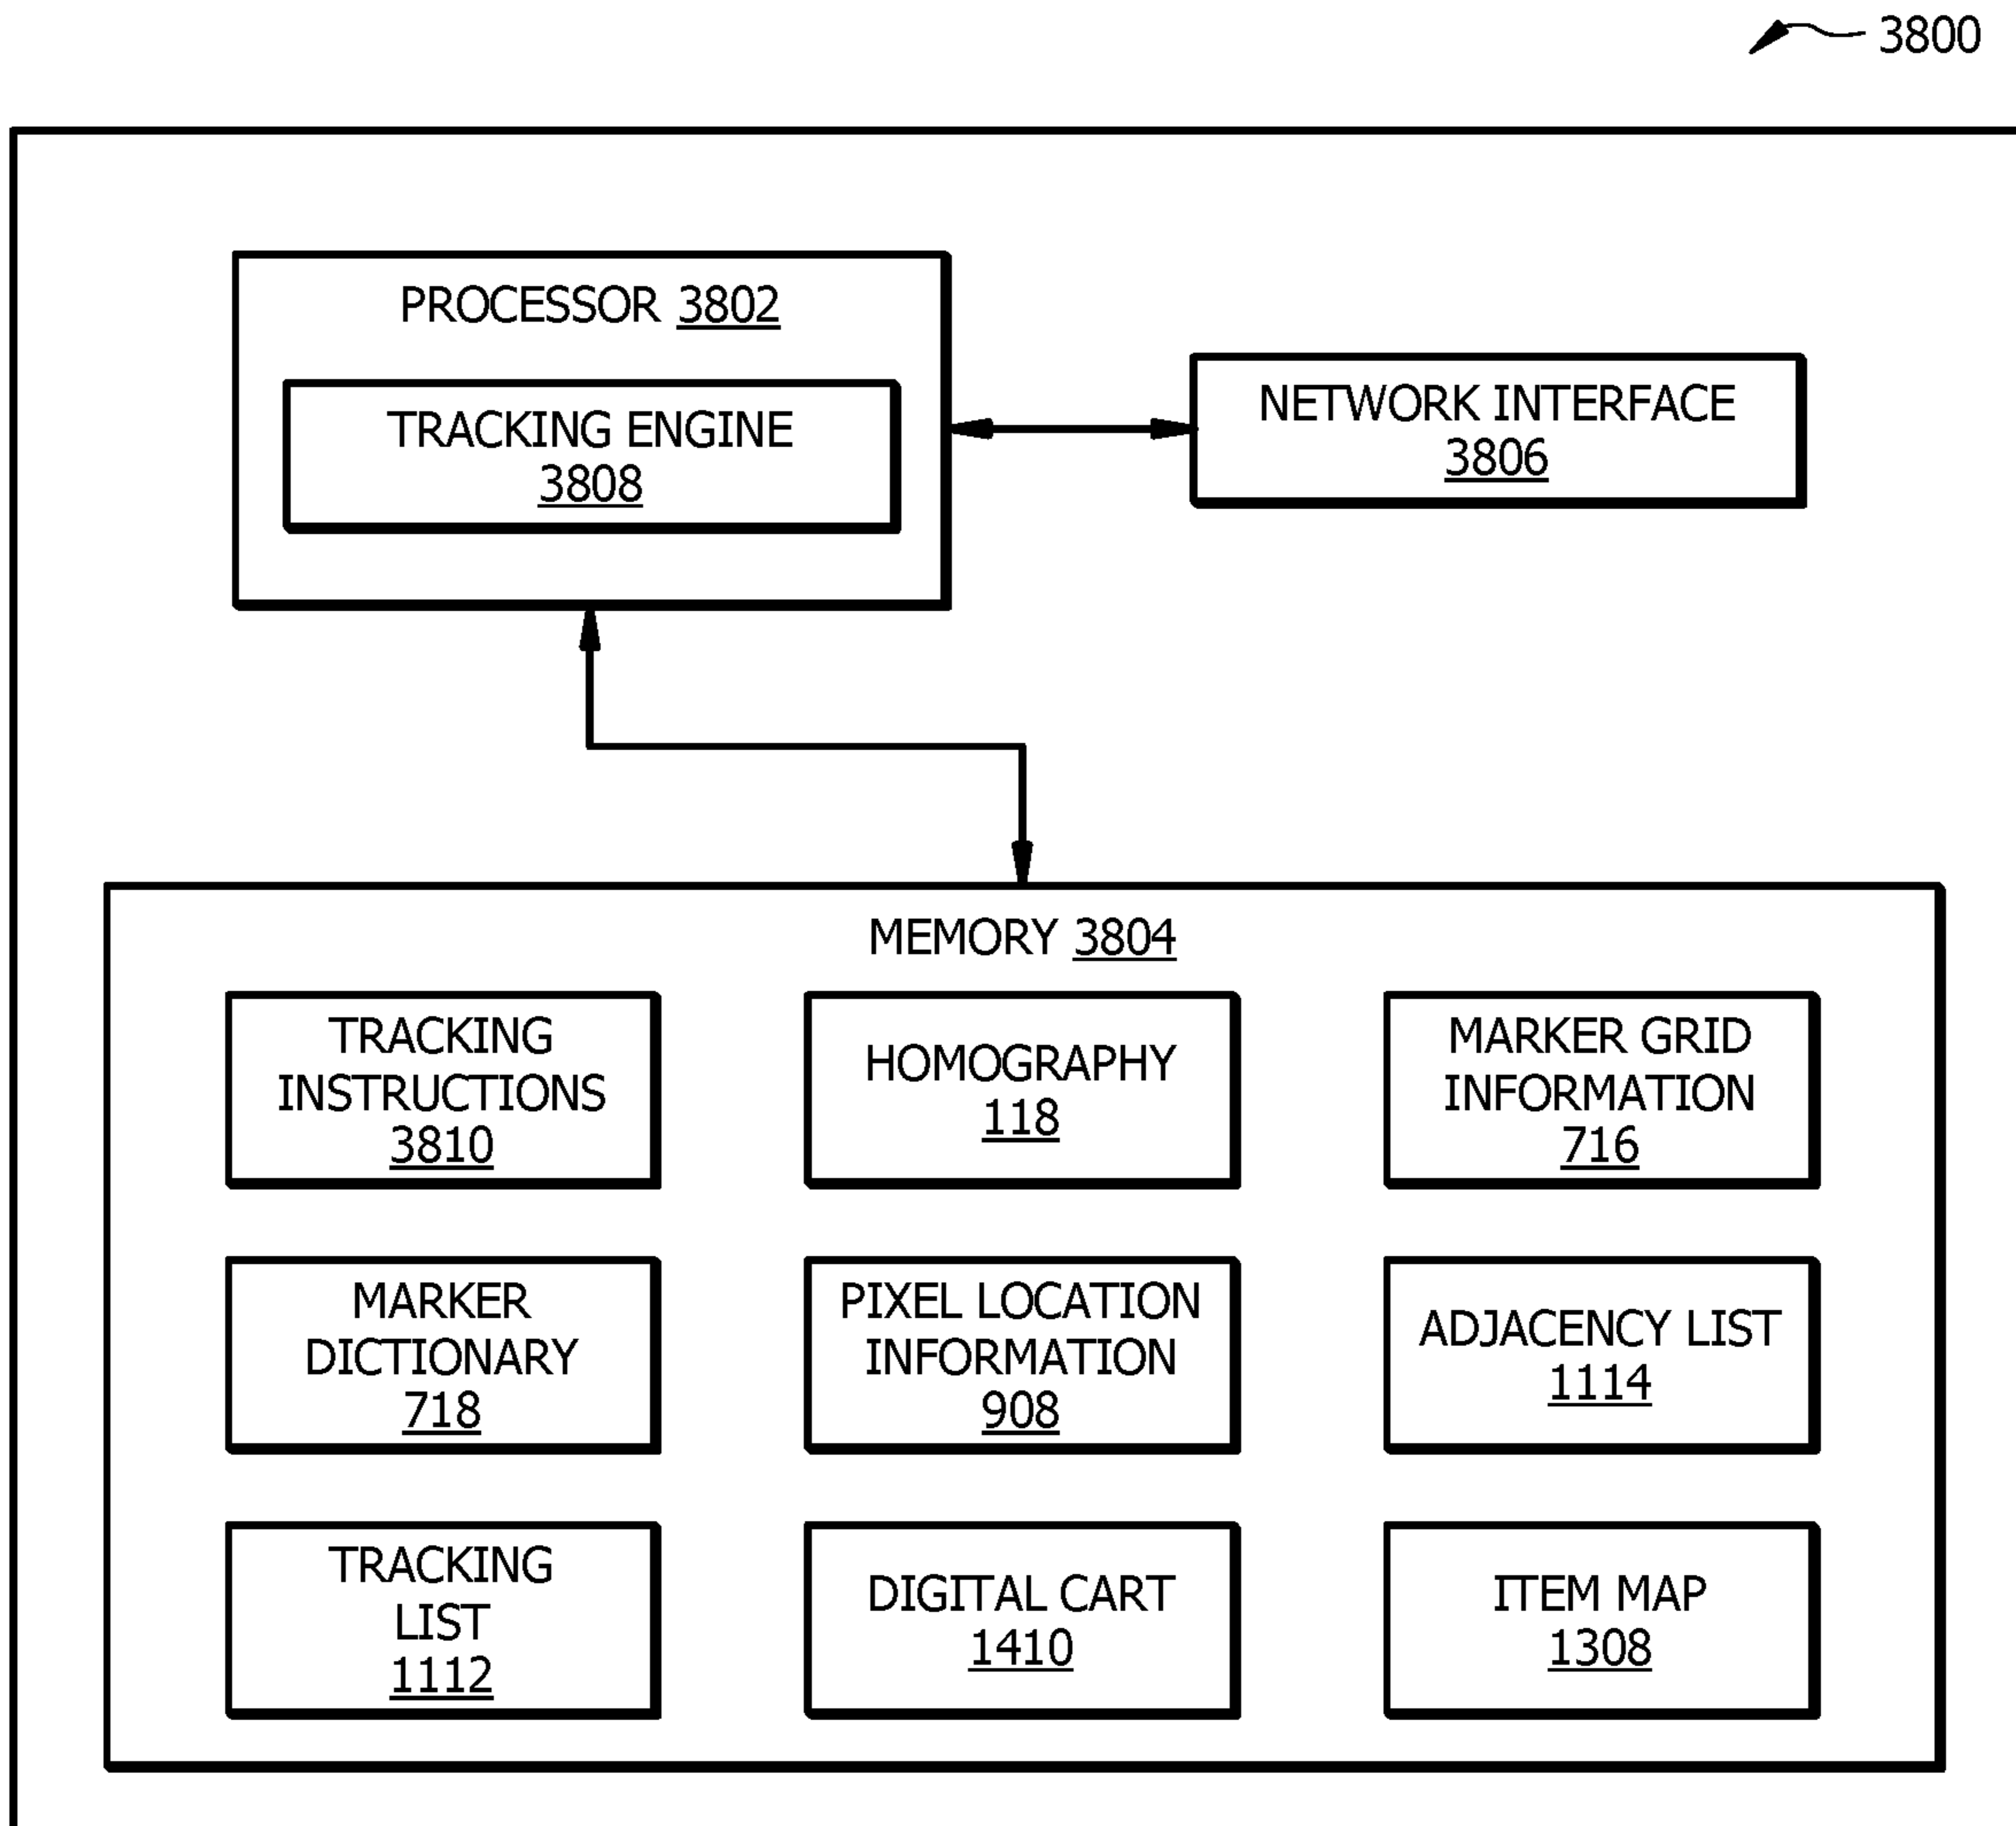 3800
PROCESSOR 3802
TRACKING ENGINE
3808
NETWORK INTERFACE
3806
MEMORY 3804
TRACKING
INSTRUCTIONS
3810
HOMOGRAPHY
118
MARKER GRID
INFORMATION
716
MARKER
DICTIONARY
718
PIXEL LOCATION
INFORMATION
908
ADJACENCY LIST
1114
TRACKING
LIST
1112
DIGITAL CART
1410
ITEM MAP
1308